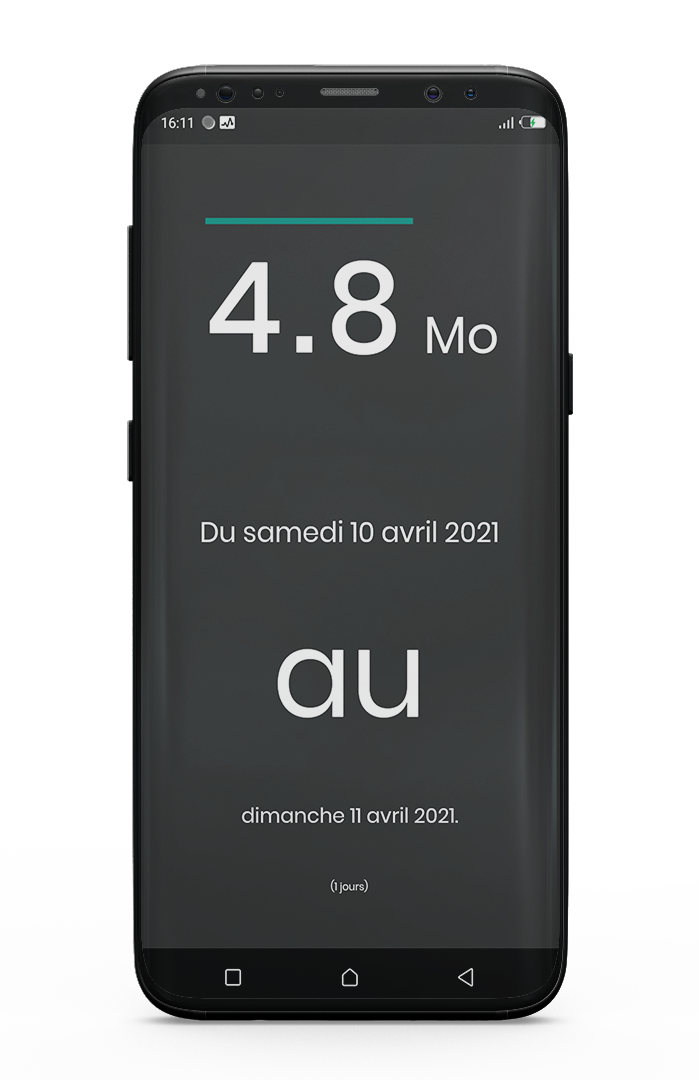 16:11
4.8 Mo
Du samedi 10 avril 2021
au
dimanche 11 avril 2021.
(1 jours)